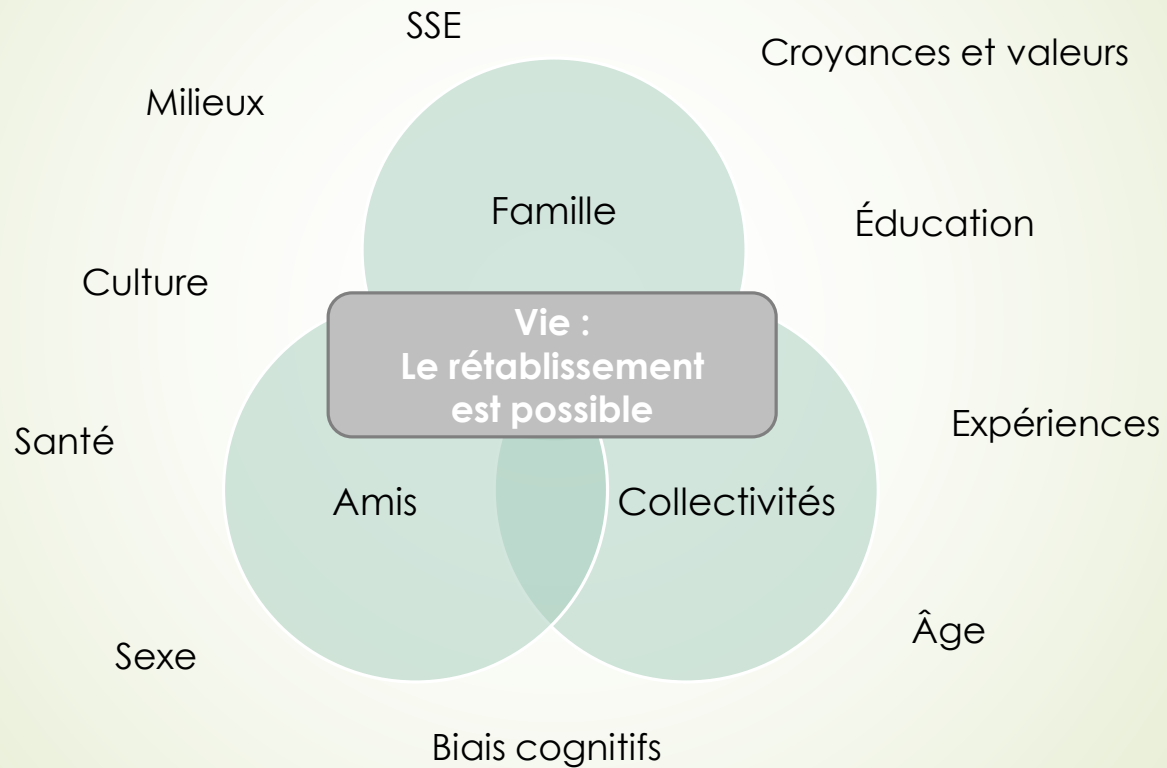 SSE
Croyances et valeurs
Milieux
Famille
Éducation
Culture
Vie :
Le rétablissement
est possible
Santé
Expériences
Amis
Collectivités
Âge
Sexe
Biais cognitifs